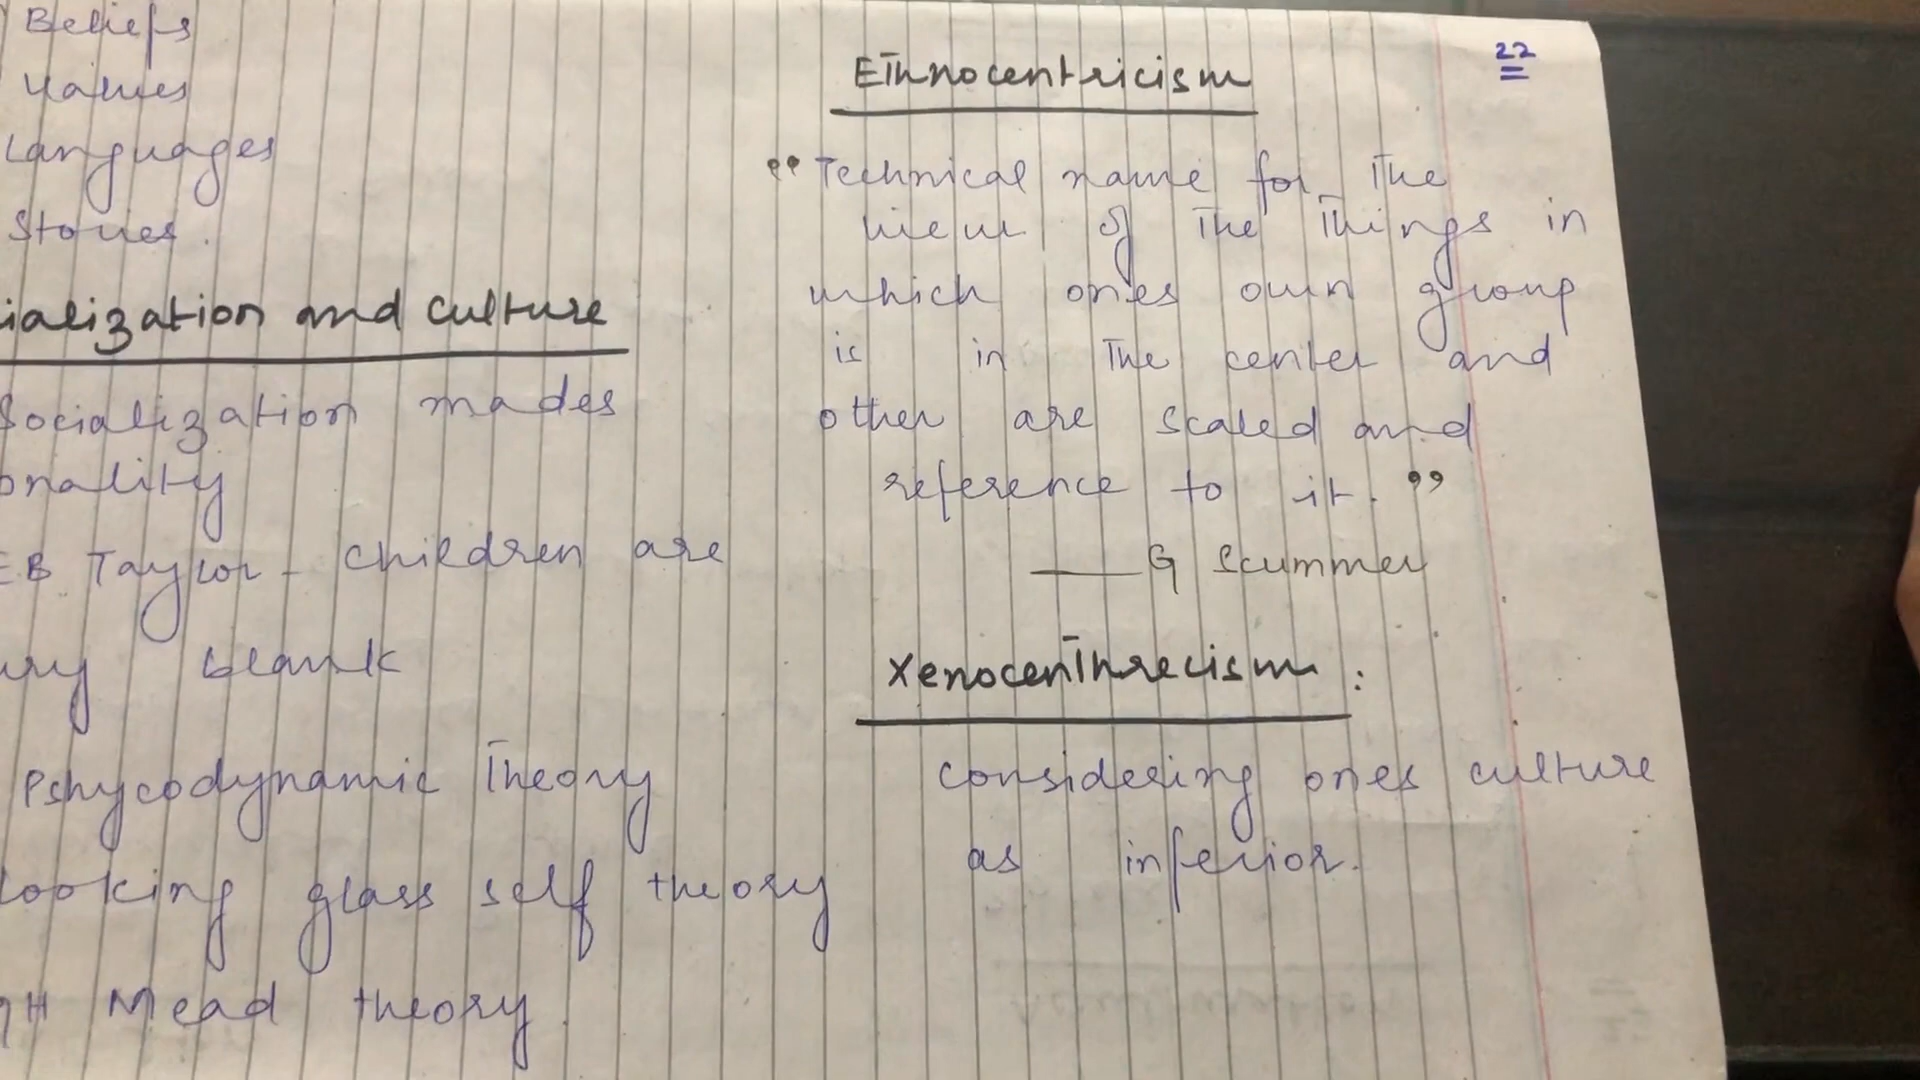 Beliefs
Values
Languages
Stories.
ialization and culture
Socialization mades
onality
EB Taylor - children are
blank
Pshycodynamic Theory
looking glass self theory
H Mead theory
22
Ethnocentricism
"Technical name for the
view of the things in
which ones own group
is in the center and
other are scaled and
reference to it."
— G Scummer
Xenocenthrecism :
considering ones culture
as inferior.